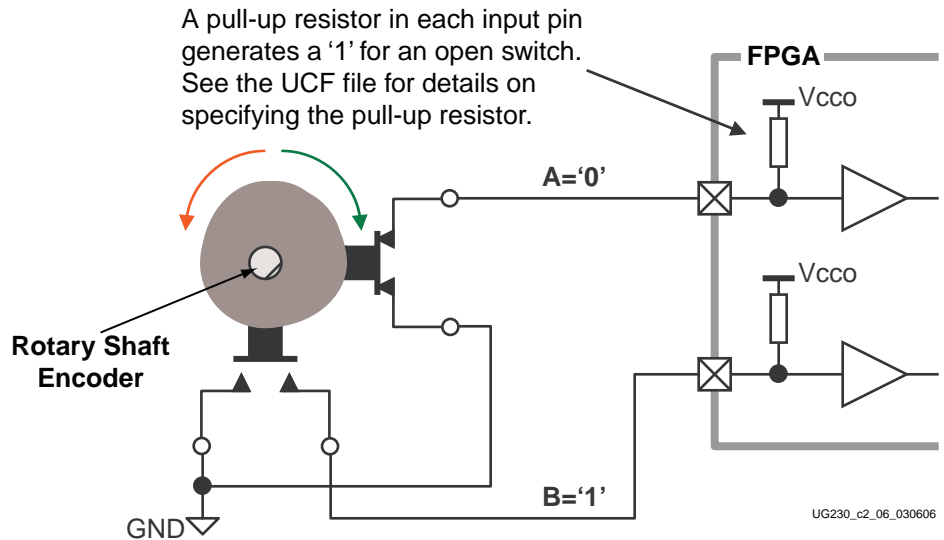 A pull-up resistor in each input pin
generates a ‘1’ for an open switch.
See the UCF file for details on
specifying the pull-up resistor.
FPGA
Vcco
A=‘0’
Vcco
Rotary Shaft
Encoder
B=‘1’
GND
UG230_c2_06_030606